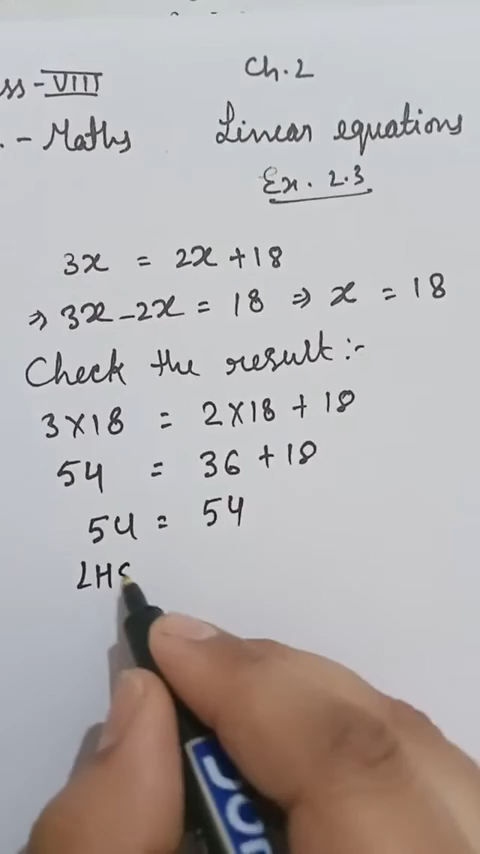 ss - VIII
Ch. 2
- Maths
Linear equations
Ex. 2.3
3x = 2x + 18
⇒ 3x - 2x = 18 ⇒ x = 18
Check the result :-
3 × 18 = 2 × 18 + 18
54 = 36 + 18
54 = 54
LHS